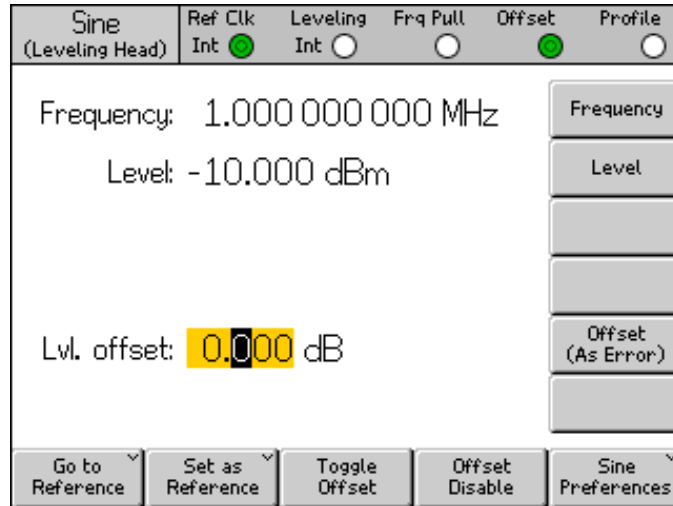 Sine
(Leveling Head)
Ref Clk
Int
Leveling
Int
Frq Pull
Offset
Profile
Frequency: 1.000 000 000 MHz
Level: -10.000 dBm
Lvl. offset: 0.000 dB
Frequency
Level
Offset
(As Error)
Go to
Reference
Set as
Reference
Toggle
Offset
Offset
Disable
Sine
Preferences